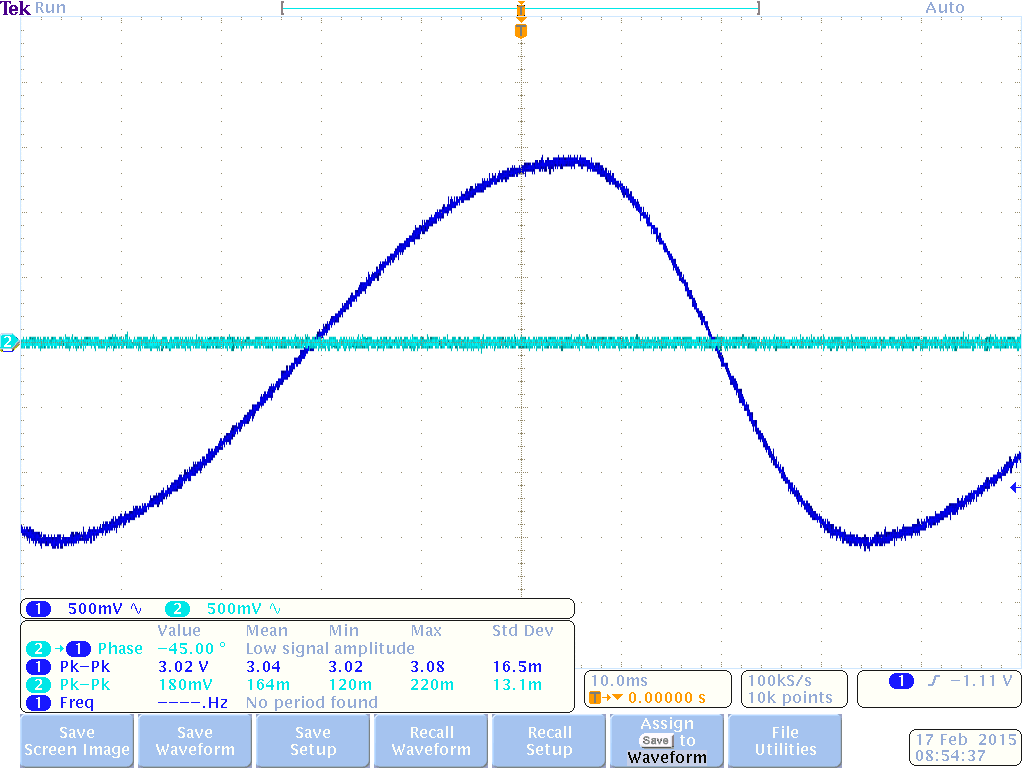 Tek Run Auto
T
T
2
1 500mV ∿ 2 500mV ∿
Value Mean Min Max Std Dev
2 → 1 Phase −45.00 ° Low signal amplitude
1 Pk−Pk 3.02 V 3.04 3.02 3.08 16.5m
2 Pk−Pk 180mV 164m 120m 220m 13.1m
1 Freq −−−−.Hz No period found
10.0ms
T→▼ 0.00000 s
100kS/s
10k points
1 ʃ −1.11 V
Save
Screen Image
Save
Waveform
Save
Setup
Recall
Waveform
Recall
Setup
Assign
Save to
Waveform
File
Utilities
17 Feb 2015
08:54:37